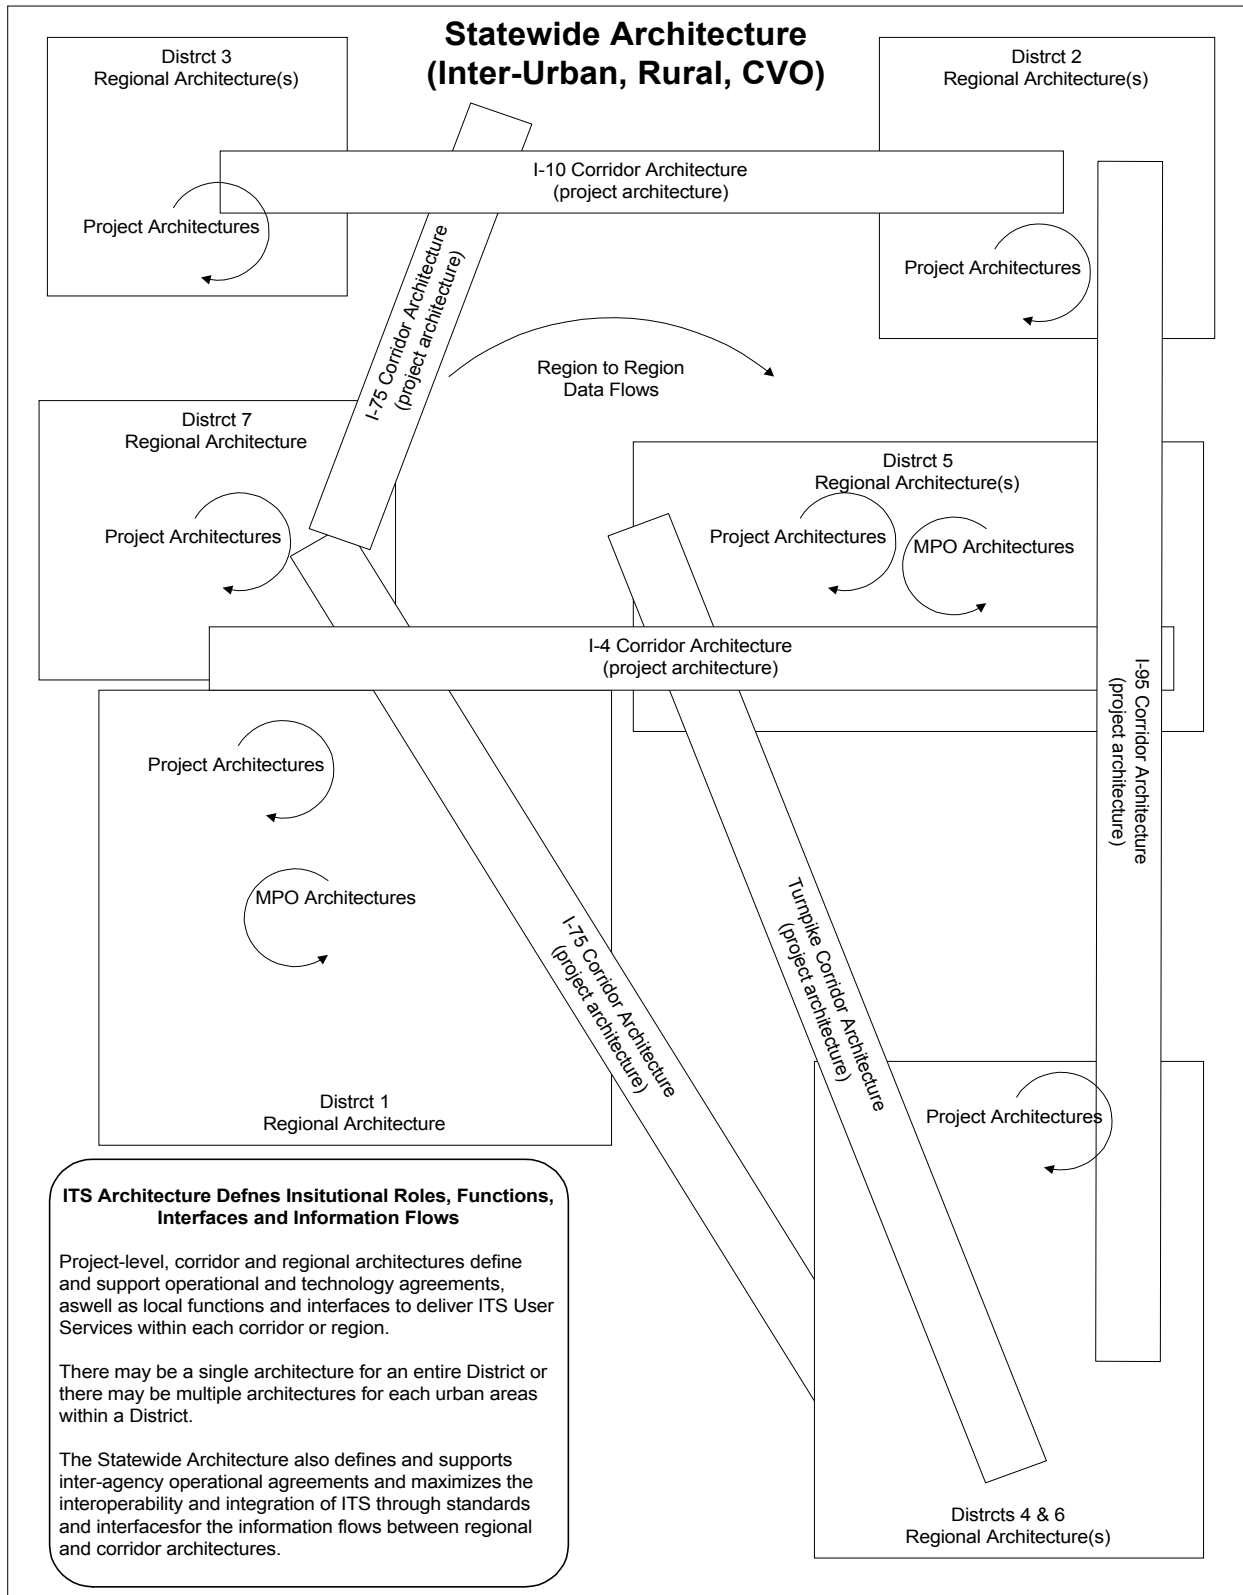 Statewide Architecture
(Inter-Urban, Rural, CVO)
Distrct 3
Regional Architecture(s)
Distrct 2
Regional Architecture(s)
I-10 Corridor Architecture
(project architecture)
Project Architectures
Project Architectures
I-75 Corridor Architecture
(project architecture)
Region to Region
Data Flows
Distrct 7
Regional Architecture
Distrct 5
Regional Architecture(s)
Project Architectures
Project Architectures
MPO Architectures
I-4 Corridor Architecture
(project architecture)
I-95 Corridor Architecture
(project architecture)
Project Architectures
MPO Architectures
I-75 Corridor Architecture
(project architecture)
Turnpike Corridor Architecture
(project architecture)
Distrct 1
Regional Architecture
Project Architectures
ITS Architecture Defnes Insitutional Roles, Functions,
Interfaces and Information Flows
Project-level, corridor and regional architectures define
and support operational and technology agreements,
aswell as local functions and interfaces to deliver ITS User
Services within each corridor or region.
There may be a single architecture for an entire District or
there may be multiple architectures for each urban areas
within a District.
The Statewide Architecture also defines and supports
inter-agency operational agreements and maximizes the
interoperability and integration of ITS through standards
and interfacesfor the information flows between regional
and corridor architectures.
Distrcts 4 & 6
Regional Architecture(s)